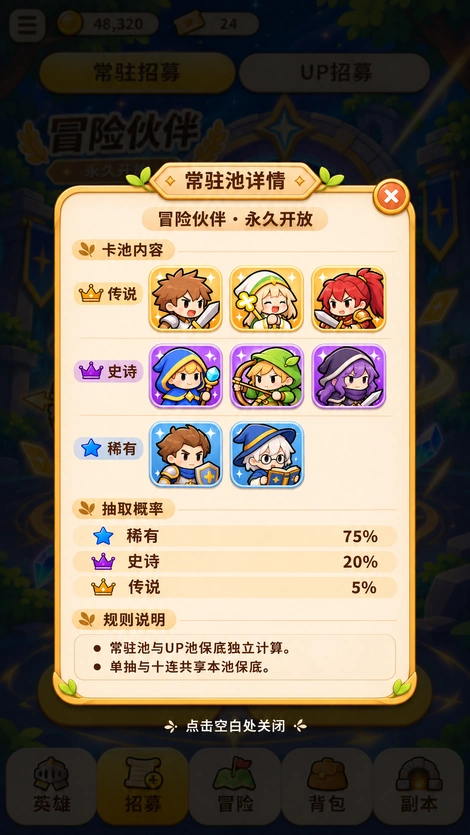 48,320
24
常驻招募
UP招募
冒险伙伴
常驻池详情
冒险伙伴·永久开放
卡池内容
传说
史诗
稀有
抽取概率
稀有 75%
史诗 20%
传说 5%
规则说明
常驻池与UP池保底独立计算。
单抽与十连共享本池保底。
点击空白处关闭
英雄
招募
冒险
背包
副本